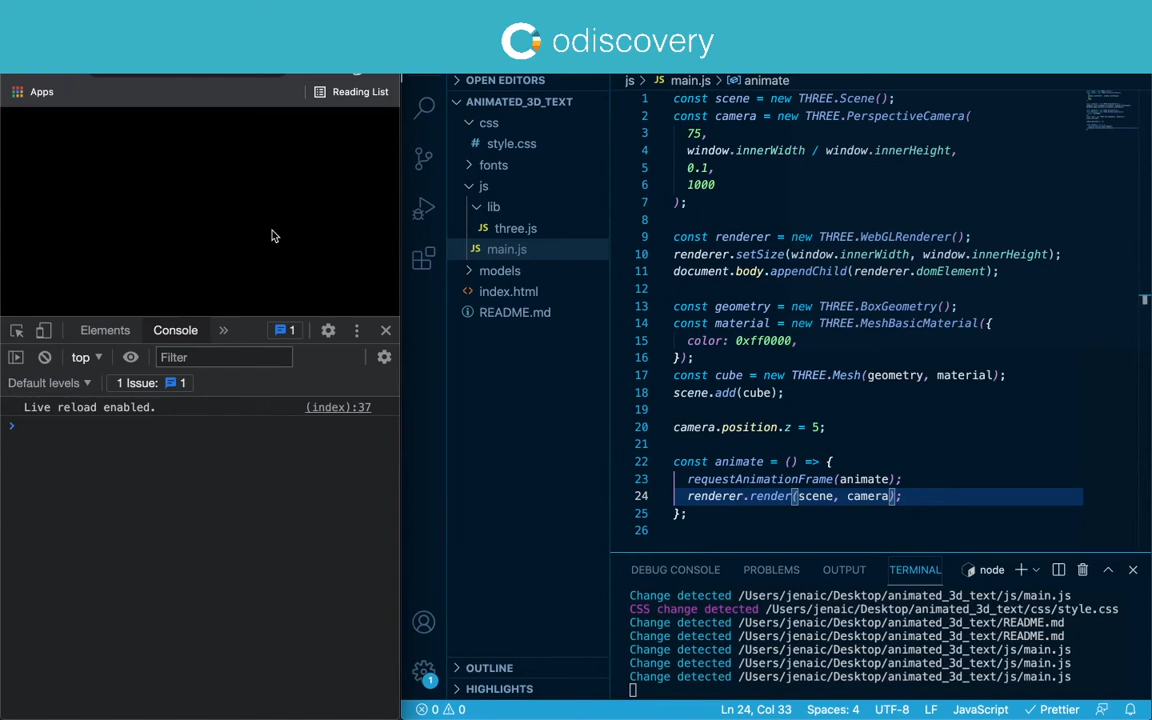 odiscovery
Apps
Reading List
Elements
Console
»
1
top
Filter
Default levels
1 Issue: 1
Live reload enabled.
(index):37
OPEN EDITORS
ANIMATED_3D_TEXT
css
# style.css
fonts
js
lib
JS three.js
JS main.js
models
<> index.html
README.md
OUTLINE
HIGHLIGHTS
1
js > JS main.js > animate
1 const scene = new THREE.Scene();
2 const camera = new THREE.PerspectiveCamera(
3 75,
4 window.innerWidth / window.innerHeight,
5 0.1,
6 1000
7 );
8
9 const renderer = new THREE.WebGLRenderer();
10 renderer.setSize(window.innerWidth, window.innerHeight);
11 document.body.appendChild(renderer.domElement);
12
13 const geometry = new THREE.BoxGeometry();
14 const material = new THREE.MeshBasicMaterial({
15 color: 0xff0000,
16 });
17 const cube = new THREE.Mesh(geometry, material);
18 scene.add(cube);
19
20 camera.position.z = 5;
21
22 const animate = () => {
23 requestAnimationFrame(animate);
24 renderer.render(scene, camera);
25 };
26
DEBUG CONSOLE PROBLEMS OUTPUT TERMINAL node
Change detected /Users/jenaic/Desktop/animated_3d_text/js/main.js
CSS change detected /Users/jenaic/Desktop/animated_3d_text/css/style.css
Change detected /Users/jenaic/Desktop/animated_3d_text/README.md
Change detected /Users/jenaic/Desktop/animated_3d_text/README.md
Change detected /Users/jenaic/Desktop/animated_3d_text/js/main.js
Change detected /Users/jenaic/Desktop/animated_3d_text/js/main.js
Change detected /Users/jenaic/Desktop/animated_3d_text/js/main.js
0 0 Ln 24, Col 33 Spaces: 4 UTF-8 LF JavaScript Prettier